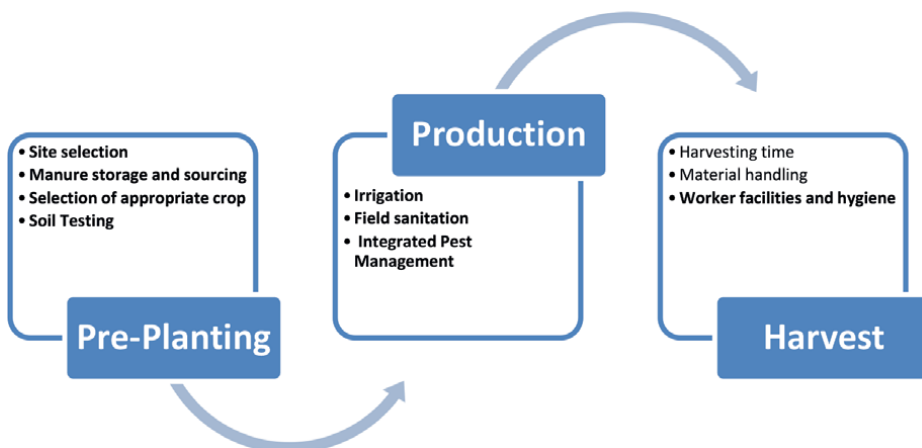 • Site selection
• Manure storage and sourcing
• Selection of appropriate crop
• Soil Testing
Pre-Planting
Production
• Irrigation
• Field sanitation
• Integrated Pest
Management
• Harvesting time
• Material handling
• Worker facilities and hygiene
Harvest